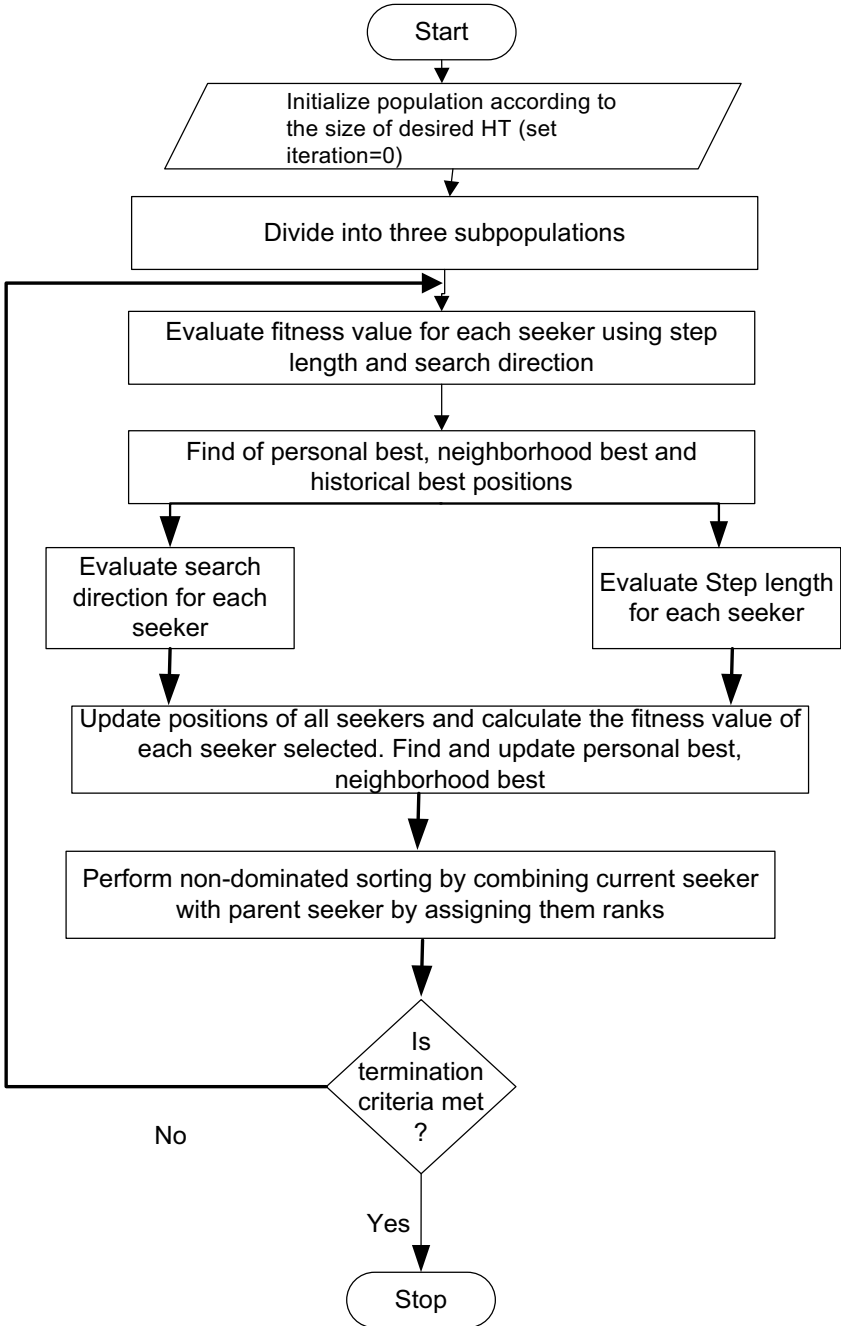 Start
Initialize population according to
the size of desired HT (set
iteration=0)
Divide into three subpopulations
Evaluate fitness value for each seeker using step
length and search direction
Find of personal best, neighborhood best and
historical best positions
Evaluate search
direction for each
seeker
Evaluate Step length
for each seeker
Update positions of all seekers and calculate the fitness value of
each seeker selected. Find and update personal best,
neighborhood best
Perform non-dominated sorting by combining current seeker
with parent seeker by assigning them ranks
Is
termination
criteria met
?
No
Yes
Stop